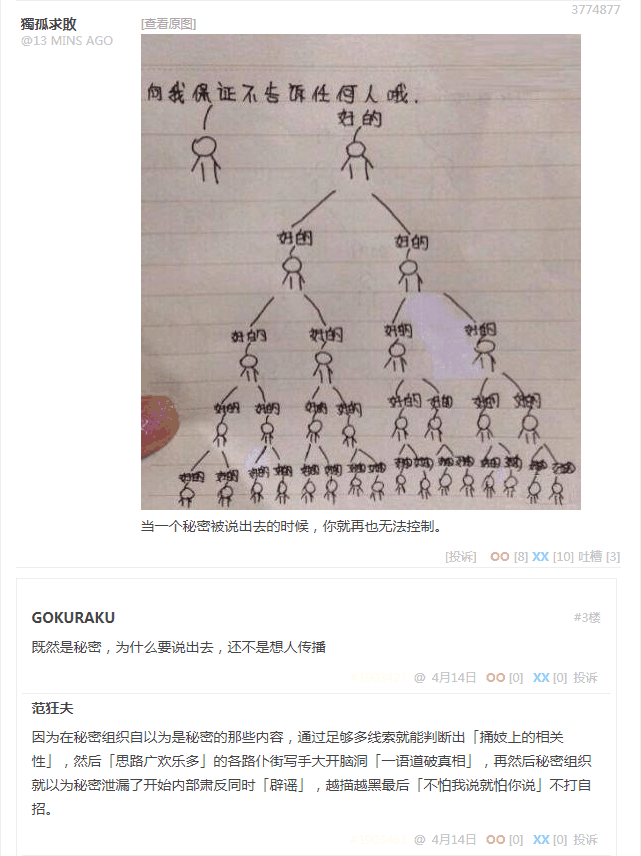 3774877
獨孤求敗
[查看原图]
@13 MINS AGO
向我保证不告诉任何人哦.
好的
好的 好的
好的 好的 好的 好的
好的 好的 好的 好的 好的 好的 好的 好的
好的 好的 好的 好的 好的 好的 好的 好的 好的 好的 好的 好的 好的 好的 好的 好的
当一个秘密被说出去的时候，你就再也无法控制。
[投诉] OO [8] XX [10] 吐槽 [3]
GOKURAKU #3楼
既然是秘密，为什么要说出去，还不是想人传播
@ 4月14日 OO [0] XX [0] 投诉
范狂夫
因为在秘密组织自以为是秘密的那些内容，通过足够多线索就能判断出「捅妓上的相关
性」，然后「思路广欢乐多」的各路仆街写手大开脑洞「一语道破真相」，再然后秘密组织
就以为秘密泄漏了开始内部肃反同时「辟谣」，越描越黑最后「不怕我说就怕你说」不打自
招。
@ 4月14日 OO [0] XX [0] 投诉